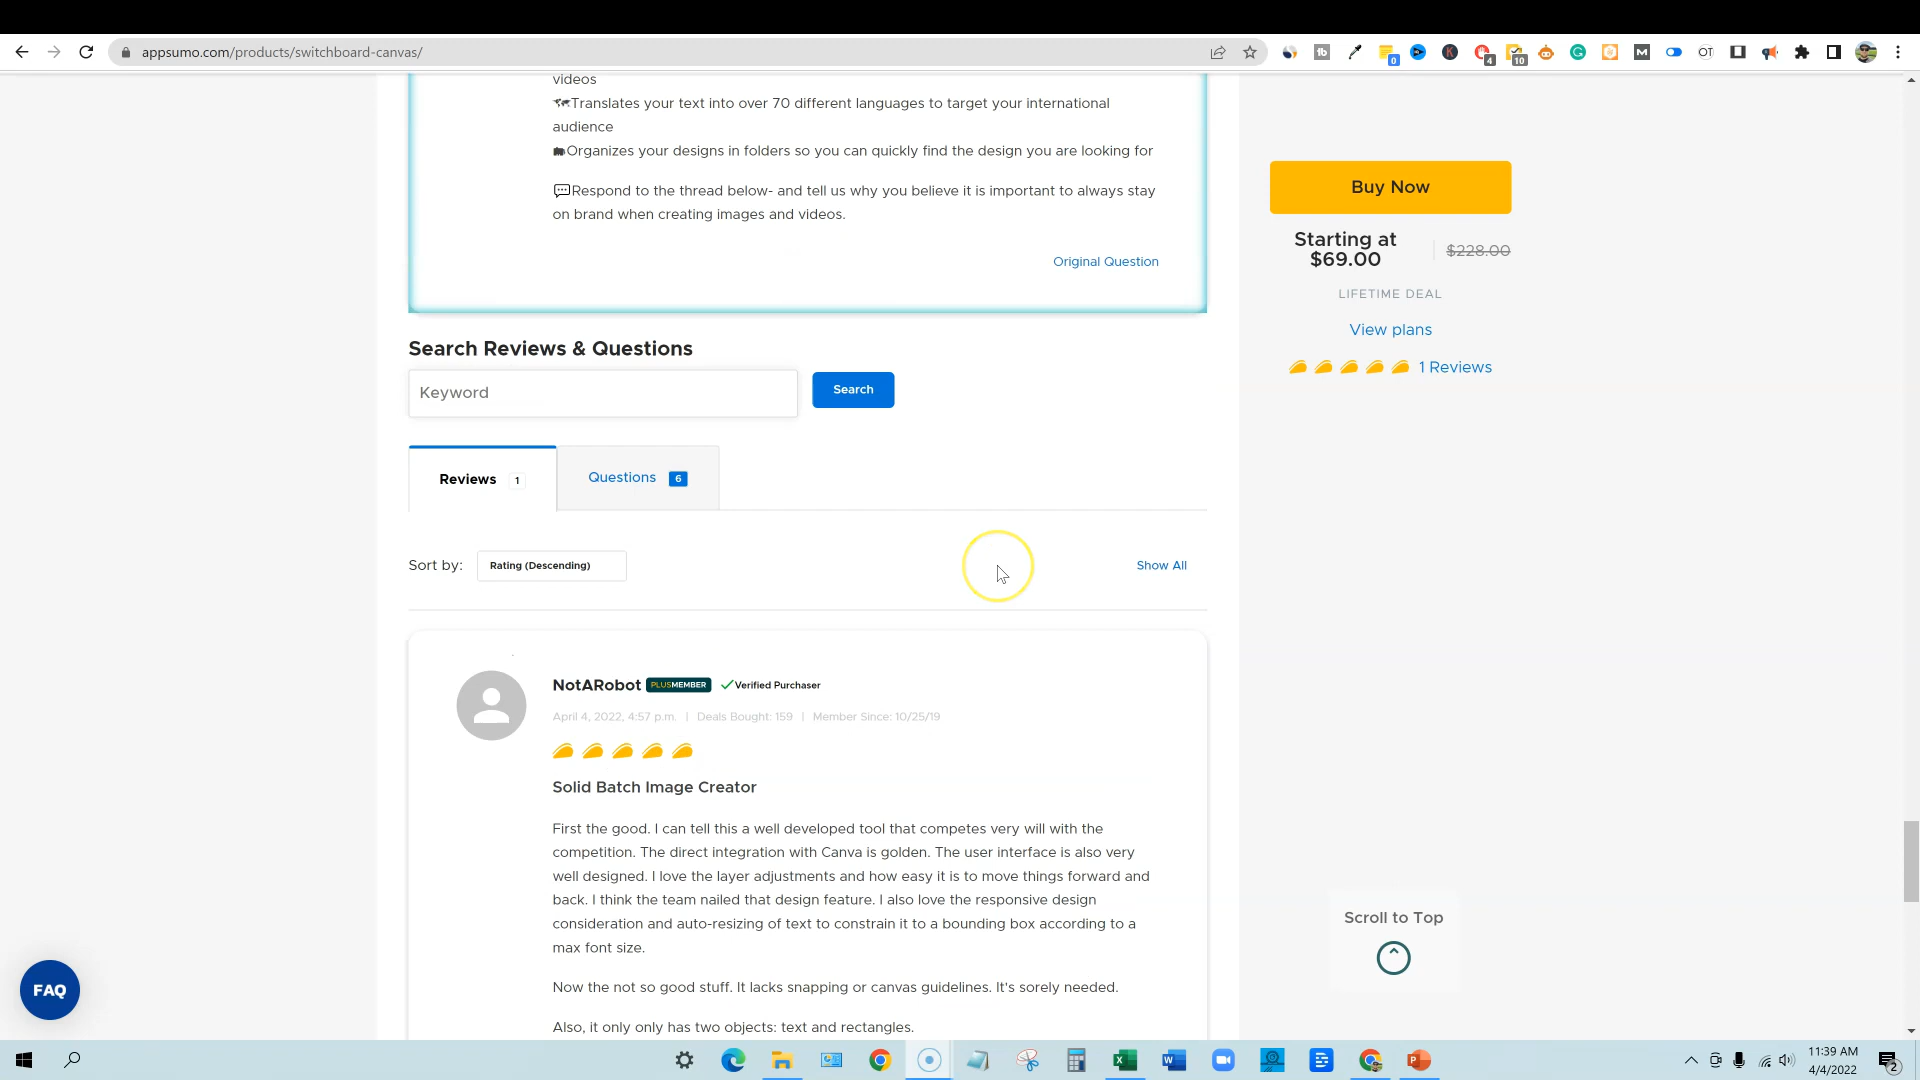 appsumo.com/products/switchboard-canvas/
0
4
10
OT
videos
Translates your text into over 70 different languages to target your international
audience
Organizes your designs in folders so you can quickly find the design you are looking for
Respond to the thread below- and tell us why you believe it is important to always stay
on brand when creating images and videos.
Original Question
Buy Now
Starting at
$69.00
$228.00
LIFETIME DEAL
View plans
1 Reviews
Search Reviews & Questions
Keyword
Search
Reviews 1
Questions 6
Sort by: Rating (Descending)
Show All
NotARobot PLUSMEMBER Verified Purchaser
April 4, 2022, 4:57 p.m. | Deals Bought: 159 | Member Since: 10/25/19
Solid Batch Image Creator
First the good. I can tell this a well developed tool that competes very will with the
competition. The direct integration with Canva is golden. The user interface is also very
well designed. I love the layer adjustments and how easy it is to move things forward and
back. I think the team nailed that design feature. I also love the responsive design
consideration and auto-resizing of text to constrain it to a bounding box according to a
max font size.
Now the not so good stuff. It lacks snapping or canvas guidelines. It's sorely needed.
Also, it only only has two objects: text and rectangles.
Scroll to Top
FAQ
11:39 AM
4/4/2022
2